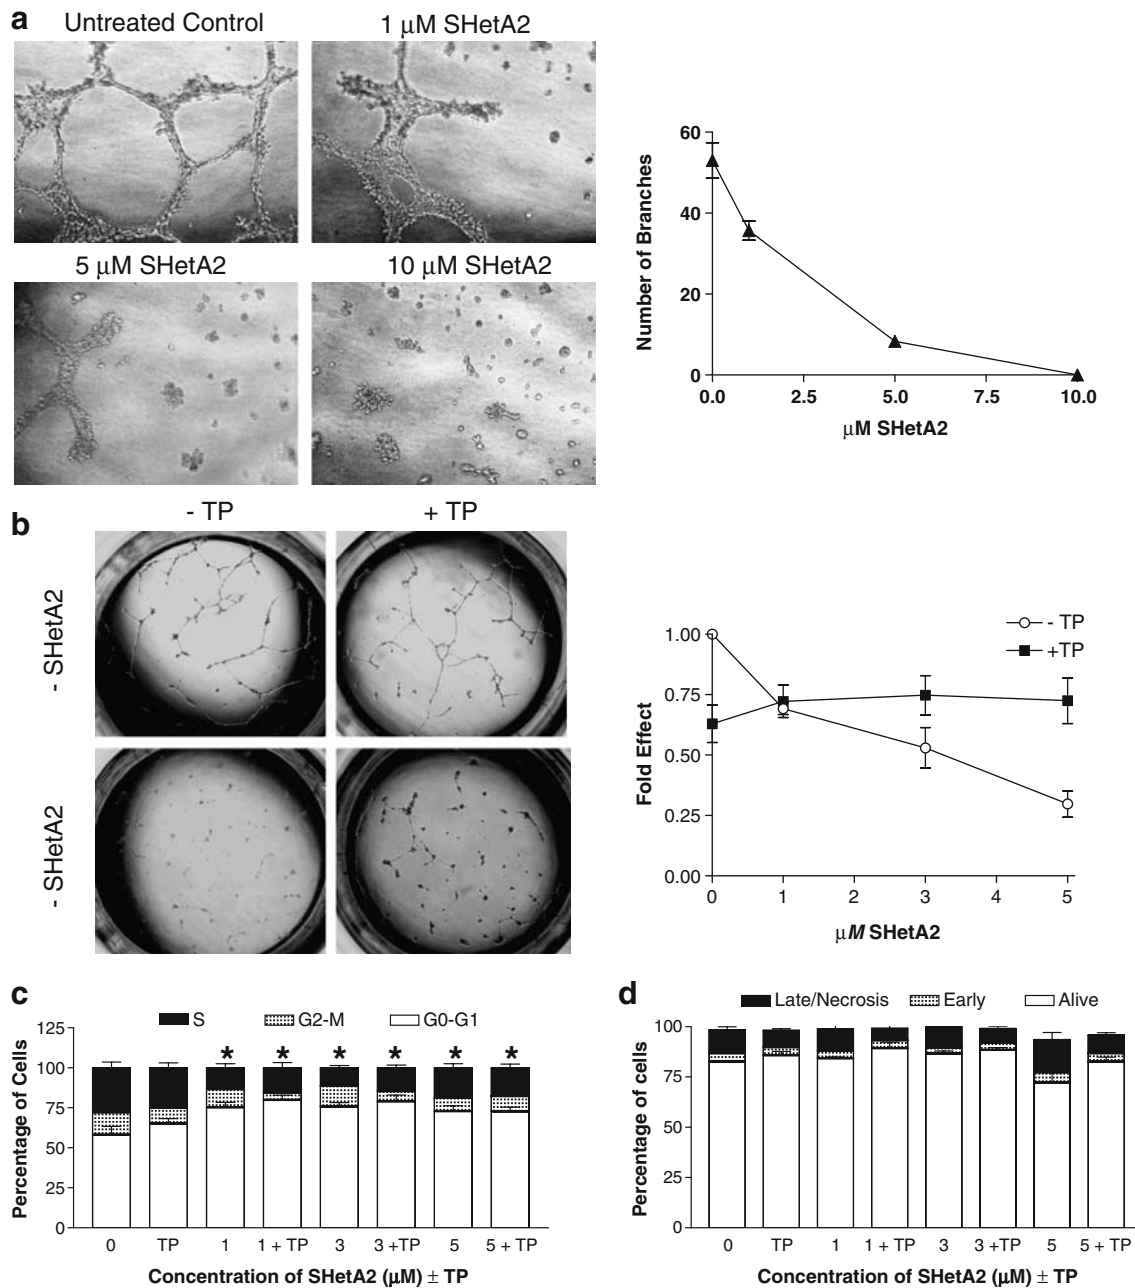 a
Untreated Control
1 μM SHetA2
5 μM SHetA2
10 μM SHetA2
Number of Branches
60
40
20
0
0.0
2.5
5.0
7.5
10.0
μM SHetA2
b
- TP
+ TP
- SHetA2
- SHetA2
- TP
+TP
Fold Effect
1.00
0.75
0.50
0.25
0.00
0
1
2
3
4
5
μM SHetA2
c
S
G2-M
G0-G1
Percentage of Cells
125
100
75
50
25
0
* * * * * *
0
TP
1
1 + TP
3
3 +TP
5
5 + TP
Concentration of SHetA2 (μM) ± TP
d
Late/Necrosis
Early
Alive
Percentage of cells
100
75
50
25
0
0
TP
1
1 + TP
3
3 +TP
5
5 + TP
Concentration of SHetA2 (μM) ± TP